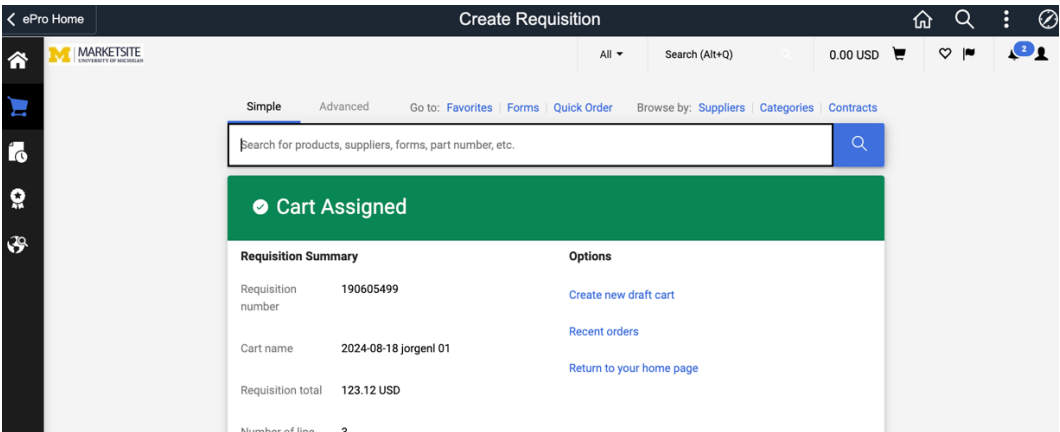 ePro Home
Create Requisition
MARKETSITE
UNIVERSITY OF MICHIGAN
All
Search (Alt+Q)
0.00 USD
2
Simple
Advanced
Go to: Favorites | Forms | Quick Order
Browse by: Suppliers | Categories | Contracts
Search for products, suppliers, forms, part number, etc.
Cart Assigned
Requisition Summary
Options
Requisition number
190605499
Create new draft cart
Cart name
2024-08-18 jorgenl 01
Recent orders
Return to your home page
Requisition total
123.12 USD
Number of line
3